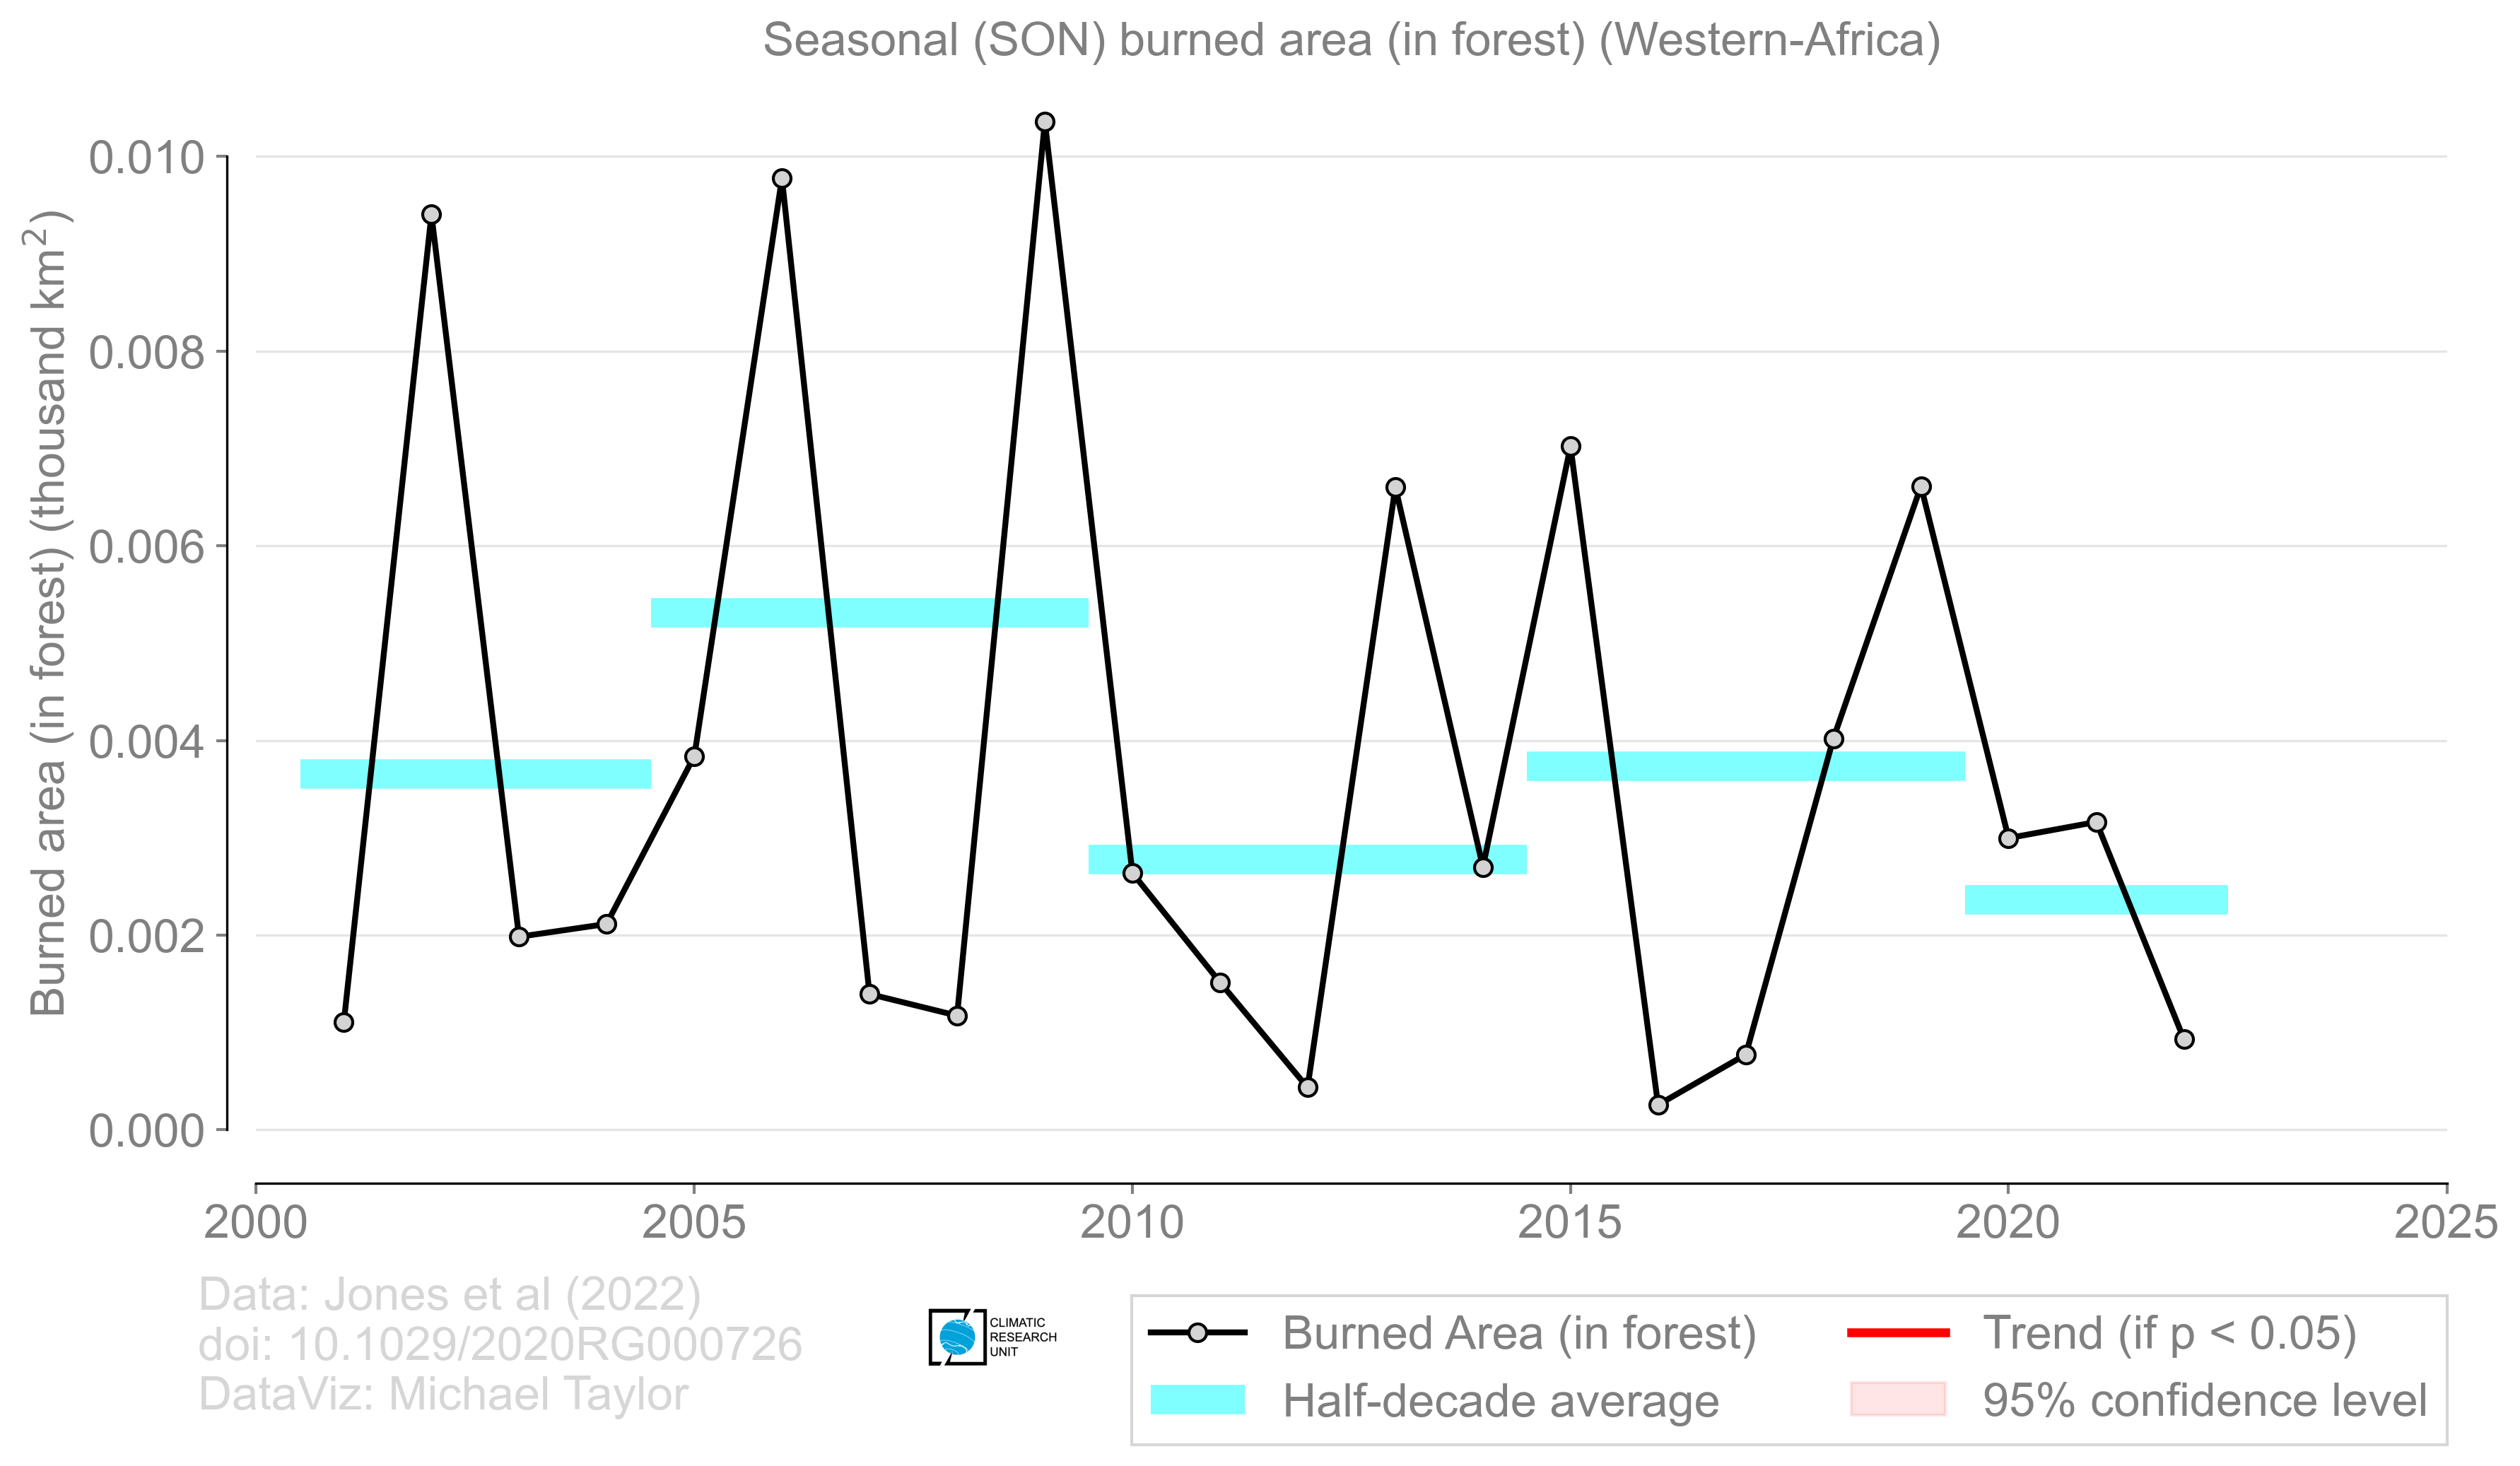 Seasonal (SON) burned area (in forest) (Western-Africa)
Burned area (in forest) (thousand km²)
0.010
0.008
0.006
0.004
0.002
0.000
2000 2005 2010 2015 2020 2025
Data: Jones et al (2022)
doi: 10.1029/2020RG000726
DataViz: Michael Taylor
CLIMATIC
RESEARCH
UNIT
Burned Area (in forest)
Half-decade average
Trend (if p < 0.05)
95% confidence level